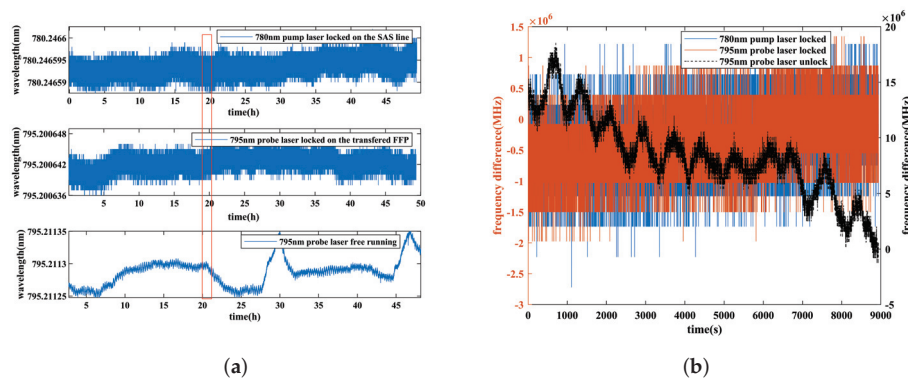 780nm pump laser locked on the SAS line
wavelength(nm)
780.2466
780.246595
780.24659
0 5 10 15 20 25 30 35 40 45 50
time(h)
795nm probe laser locked on the transfered FFP
wavelength(nm)
795.200648
795.200642
795.200636
0 5 10 15 20 25 30 35 40 45 50
time(h)
795nm probe laser free running
wavelength(nm)
795.21135
795.2113
795.21125
5 10 15 20 25 30 35 40 45
time(h)
(a)
×10⁶
×10⁶
780nm pump laser locked
795nm probe laser locked
795nm probe laser unlock
frequency difference(MHz)
1.5
1
0.5
0
-0.5
-1
-1.5
-2
-2.5
-3
20
15
10
5
0
-5
frequency difference(MHz)
0 1000 2000 3000 4000 5000 6000 7000 8000 9000
time(s)
(b)